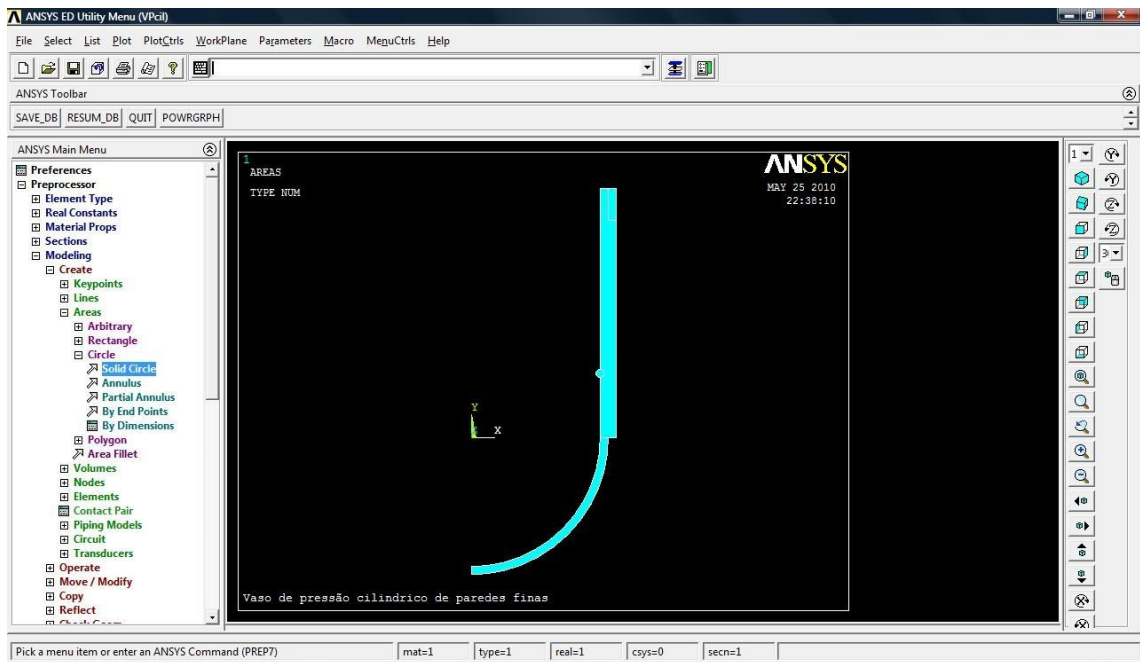 ANSYS ED Utility Menu (VPcil)
File Select List Plot PlotCtrls WorkPlane Parameters Macro MenuCtrls Help
ANSYS Toolbar
SAVE_DB RESUM_DB QUIT POWRGRPH
ANSYS Main Menu
Preferences
Preprocessor
Element Type
Real Constants
Material Props
Sections
Modeling
Create
Keypoints
Lines
Areas
Arbitrary
Rectangle
Circle
Solid Circle
Annulus
Partial Annulus
By End Points
By Dimensions
Polygon
Area Fillet
Volumes
Nodes
Elements
Contact Pair
Piping Models
Circuit
Transducers
Operate
Move / Modify
Copy
Reflect
Check Geom
1
AREAS
TYPE NUM
ANSYS
MAY 25 2010
22:38:10
Y
X
Vaso de pressão cilindrico de paredes finas
1
3
Pick a menu item or enter an ANSYS Command (PREP7) mat=1 type=1 real=1 csys=0 secn=1